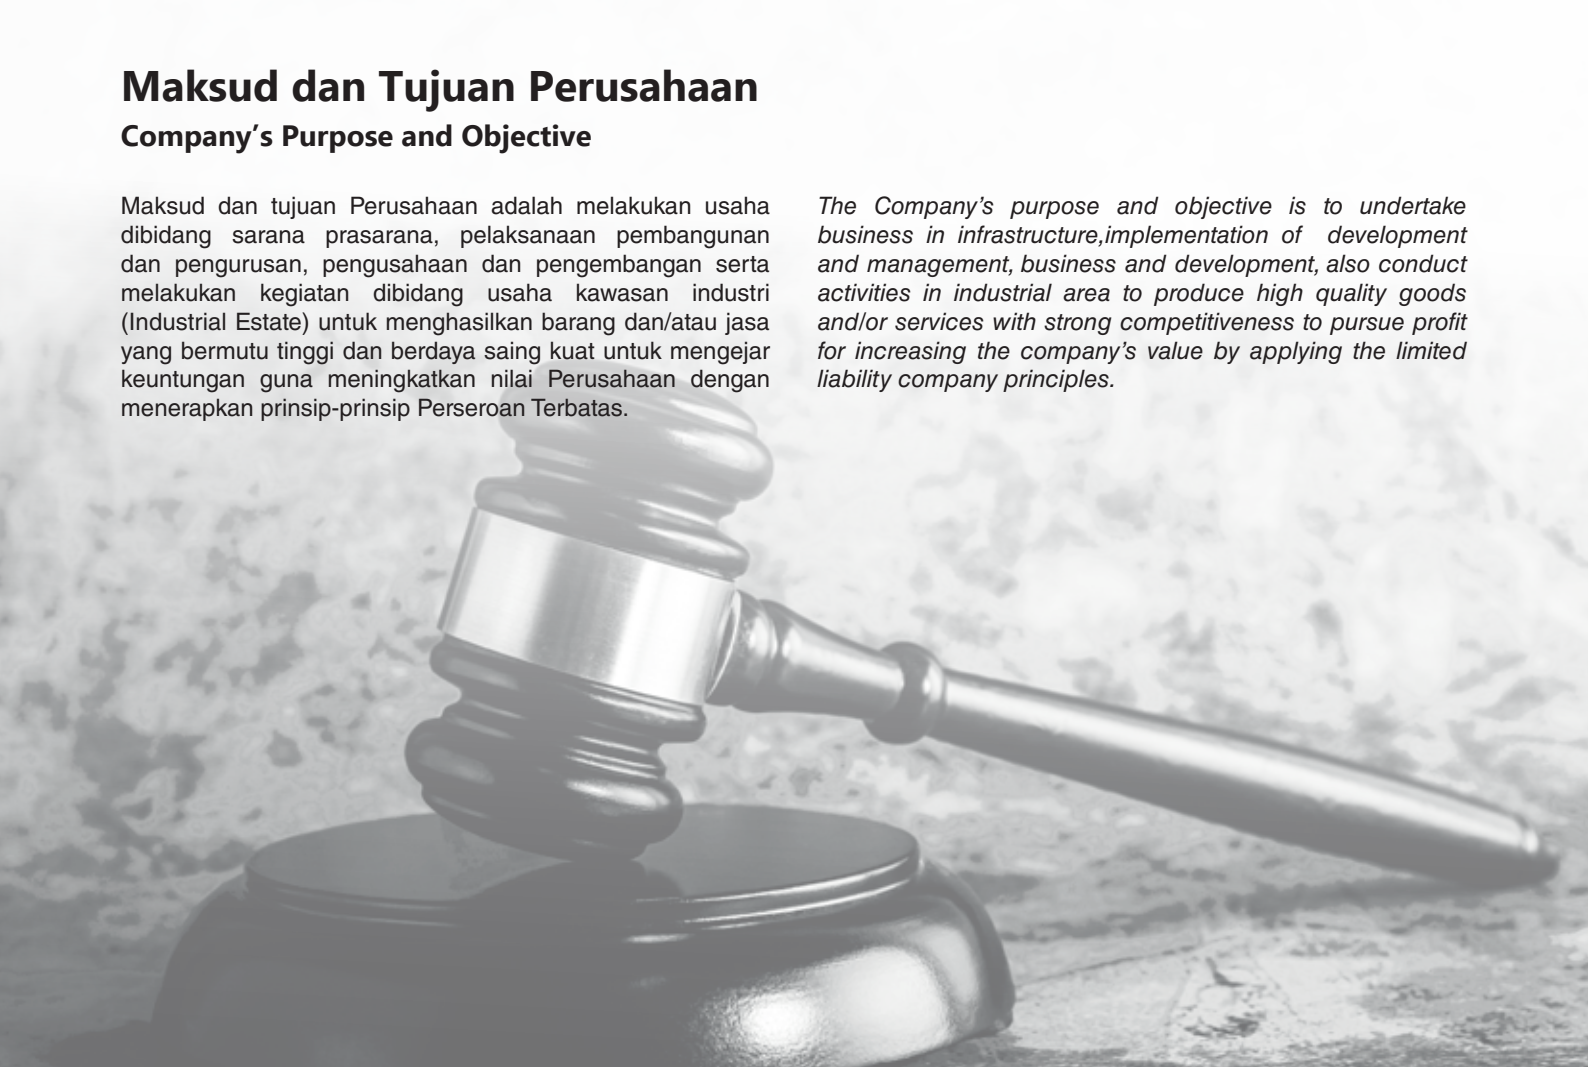 Maksud dan Tujuan Perusahaan
Company’s Purpose and Objective
Maksud dan tujuan Perusahaan adalah melakukan usaha
dibidang sarana prasarana, pelaksanaan pembangunan
dan pengurusan, pengusahaan dan pengembangan serta
melakukan kegiatan dibidang usaha kawasan industri
(Industrial Estate) untuk menghasilkan barang dan/atau jasa
yang bermutu tinggi dan berdaya saing kuat untuk mengejar
keuntungan guna meningkatkan nilai Perusahaan dengan
menerapkan prinsip-prinsip Perseroan Terbatas.
The Company’s purpose and objective is to undertake
business in infrastructure,implementation of development
and management, business and development, also conduct
activities in industrial area to produce high quality goods
and/or services with strong competitiveness to pursue profit
for increasing the company’s value by applying the limited
liability company principles.